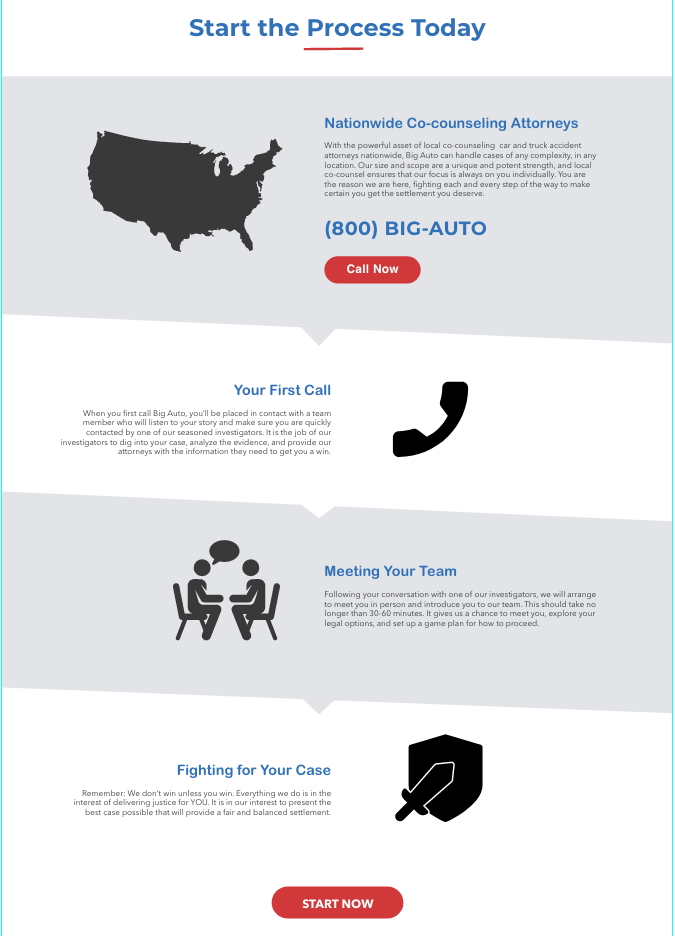 Start the Process Today
Nationwide Co-counseling Attorneys
With the powerful asset of local co-counseling car and truck accident
attorneys nationwide, Big Auto can handle cases of any complexity, in any
location. Our size and scope are a unique and potent strength, and local
co-counsel ensures that our focus is always on you individually. You are
the reason we are here, fighting each and every step of the way to make
certain you get the settlement you deserve.
(800) BIG-AUTO
Call Now
Your First Call
When you first call Big Auto, you'll be placed in contact with a team
member who will listen to your story and make sure you are quickly
contacted by one of our seasoned investigators. It is the job of our
investigators to dig into your case, analyze the evidence, and provide our
attorneys with the information they need to get you a win.
Meeting Your Team
Following your conversation with one of our investigators, we will arrange
to meet you in person and introduce you to our team. This should take no
longer than 30-60 minutes. It gives us a chance to meet you, explore your
legal options, and set up a game plan for how to proceed.
Fighting for Your Case
Remember: We don't win unless you win. Everything we do is in the
interest of delivering justice for YOU. It is in our interest to present the
best case possible that will provide a fair and balanced settlement.
START NOW